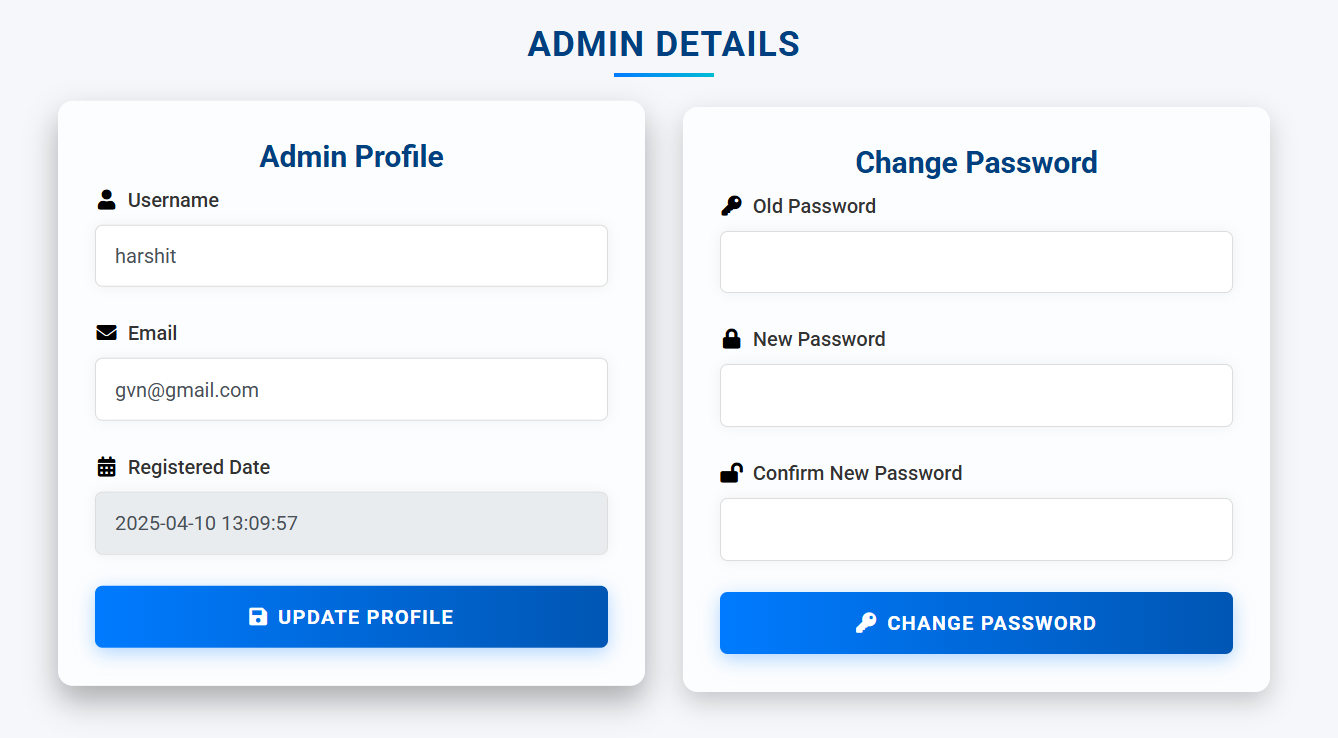 ADMIN DETAILS
Admin Profile
Username
harshit
Email
gvn@gmail.com
Registered Date
2025-04-10 13:09:57
UPDATE PROFILE
Change Password
Old Password
New Password
Confirm New Password
CHANGE PASSWORD